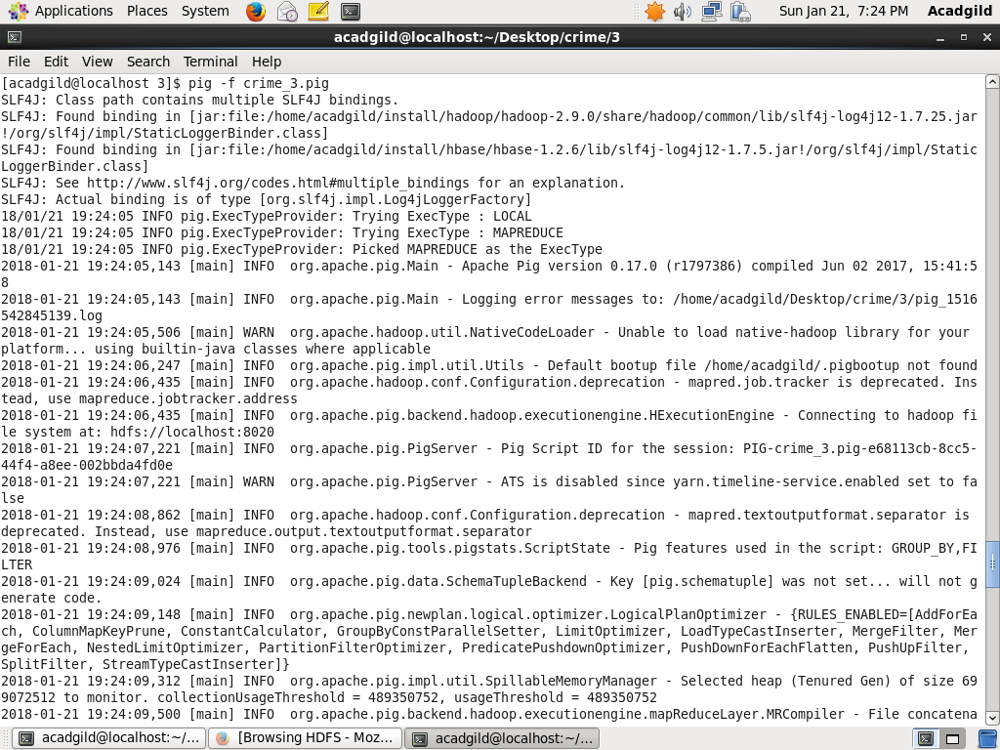 Applications Places System
Sun Jan 21, 7:24 PM Acadgild
acadgild@localhost:~/Desktop/crime/3
File Edit View Search Terminal Help
[acadgild@localhost 3]$ pig -f crime_3.pig
SLF4J: Class path contains multiple SLF4J bindings.
SLF4J: Found binding in [jar:file:/home/acadgild/install/hadoop/hadoop-2.9.0/share/hadoop/common/lib/slf4j-log4j12-1.7.25.jar
!/org/slf4j/impl/StaticLoggerBinder.class]
SLF4J: Found binding in [jar:file:/home/acadgild/install/hbase/hbase-1.2.6/lib/slf4j-log4j12-1.7.5.jar!/org/slf4j/impl/Static
LoggerBinder.class]
SLF4J: See http://www.slf4j.org/codes.html#multiple_bindings for an explanation.
SLF4J: Actual binding is of type [org.slf4j.impl.Log4jLoggerFactory]
18/01/21 19:24:05 INFO pig.ExecTypeProvider: Trying ExecType : LOCAL
18/01/21 19:24:05 INFO pig.ExecTypeProvider: Trying ExecType : MAPREDUCE
18/01/21 19:24:05 INFO pig.ExecTypeProvider: Picked MAPREDUCE as the ExecType
2018-01-21 19:24:05,143 [main] INFO  org.apache.pig.Main - Apache Pig version 0.17.0 (r1797386) compiled Jun 02 2017, 15:41:5
8
2018-01-21 19:24:05,143 [main] INFO  org.apache.pig.Main - Logging error messages to: /home/acadgild/Desktop/crime/3/pig_1516
542845139.log
2018-01-21 19:24:05,506 [main] WARN  org.apache.hadoop.util.NativeCodeLoader - Unable to load native-hadoop library for your
platform... using builtin-java classes where applicable
2018-01-21 19:24:06,247 [main] INFO  org.apache.pig.impl.util.Utils - Default bootup file /home/acadgild/.pigbootup not found
2018-01-21 19:24:06,435 [main] INFO  org.apache.hadoop.conf.Configuration.deprecation - mapred.job.tracker is deprecated. Ins
tead, use mapreduce.jobtracker.address
2018-01-21 19:24:06,435 [main] INFO  org.apache.pig.backend.hadoop.executionengine.HExecutionEngine - Connecting to hadoop fi
le system at: hdfs://localhost:8020
2018-01-21 19:24:07,221 [main] INFO  org.apache.pig.PigServer - Pig Script ID for the session: PIG-crime_3.pig-e68113cb-8cc5-
44f4-a8ee-002bbda4fd0e
2018-01-21 19:24:07,221 [main] WARN  org.apache.pig.PigServer - ATS is disabled since yarn.timeline-service.enabled set to fa
lse
2018-01-21 19:24:08,862 [main] INFO  org.apache.hadoop.conf.Configuration.deprecation - mapred.textoutputformat.separator is
deprecated. Instead, use mapreduce.output.textoutputformat.separator
2018-01-21 19:24:08,976 [main] INFO  org.apache.pig.tools.pigstats.ScriptState - Pig features used in the script: GROUP_BY,FI
LTER
2018-01-21 19:24:09,024 [main] INFO  org.apache.pig.data.SchemaTupleBackend - Key [pig.schematuple] was not set... will not g
enerate code.
2018-01-21 19:24:09,148 [main] INFO  org.apache.pig.newplan.logical.optimizer.LogicalPlanOptimizer - {RULES_ENABLED=[AddForEa
ch, ColumnMapKeyPrune, ConstantCalculator, GroupByConstParallelSetter, LimitOptimizer, LoadTypeCastInserter, MergeFilter, Mer
geForEach, NestedLimitOptimizer, PartitionFilterOptimizer, PredicatePushdownOptimizer, PushDownForEachFlatten, PushUpFilter,
SplitFilter, StreamTypeCastInserter]}
2018-01-21 19:24:09,312 [main] INFO  org.apache.pig.impl.util.SpillableMemoryManager - Selected heap (Tenured Gen) of size 69
9072512 to monitor. collectionUsageThreshold = 489350752, usageThreshold = 489350752
2018-01-21 19:24:09,500 [main] INFO  org.apache.pig.backend.hadoop.executionengine.mapReduceLayer.MRCompiler - File concatena
acadgild@localhost:~/... [Browsing HDFS - Moz... acadgild@localhost:~/...